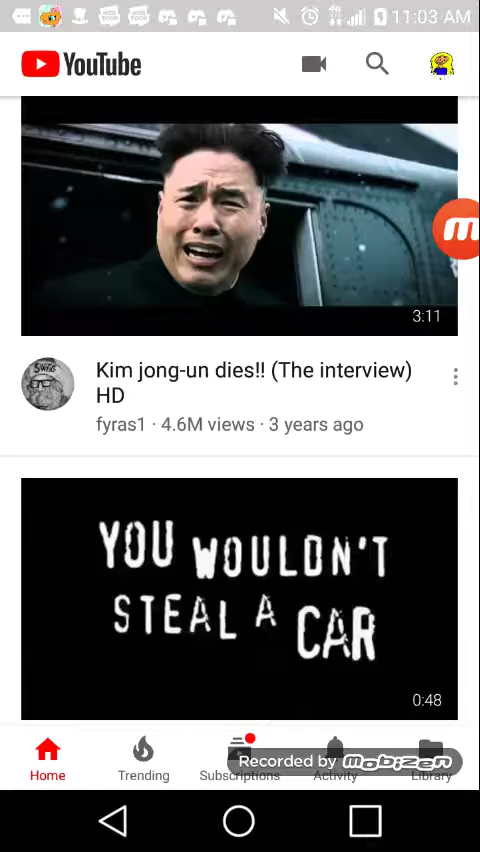 11:03 AM
YouTube
3:11
Kim jong-un dies!! (The interview)
HD
fyras1 · 4.6M views · 3 years ago
YOU WOULDN'T
STEAL A CAR
0:48
Home
Trending
Subscriptions
Activity
Library
Recorded by mobizen